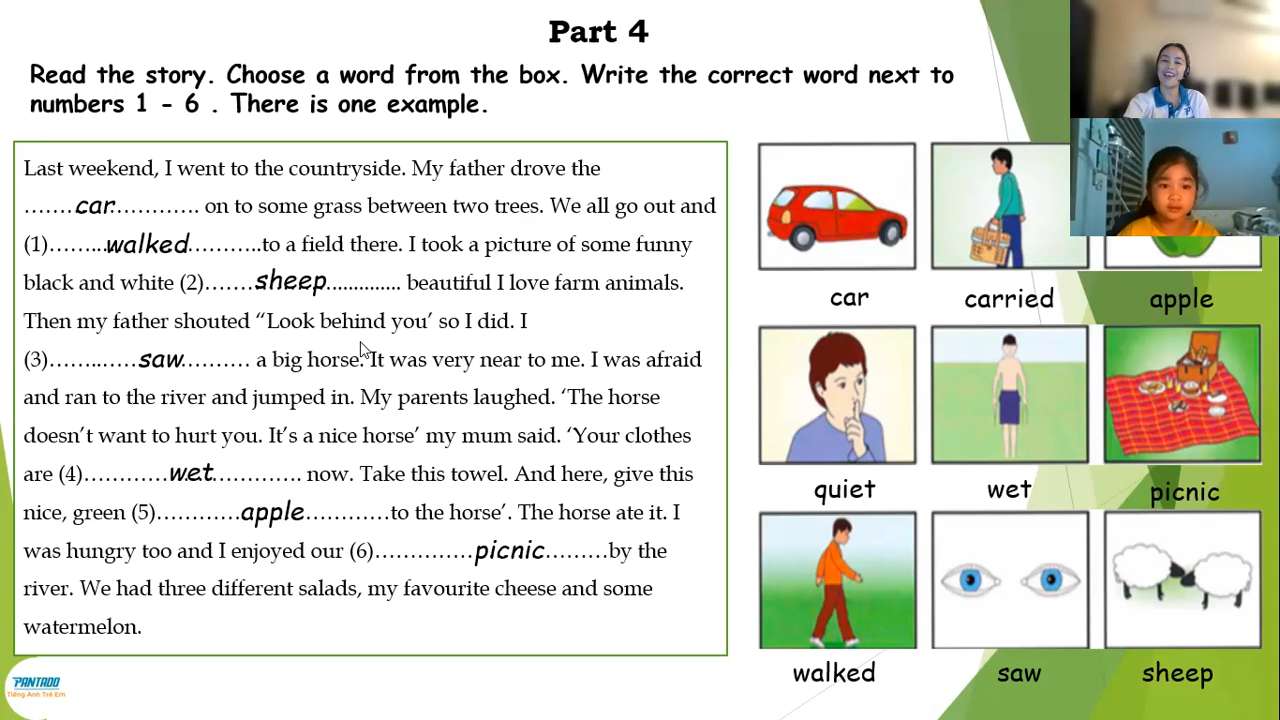 Part 4
Read the story. Choose a word from the box. Write the correct word next to
numbers 1 - 6 . There is one example.
Last weekend, I went to the countryside. My father drove the
.......car............. on to some grass between two trees. We all go out and
(1)..........walked...........to a field there. I took a picture of some funny
black and white (2).......sheep............. beautiful I love farm animals.
Then my father shouted “Look behind you’ so I did. I
(3).............saw.......... a big horse. It was very near to me. I was afraid
and ran to the river and jumped in. My parents laughed. ‘The horse
doesn’t want to hurt you. It’s a nice horse’ my mum said. ‘Your clothes
are (4)............wet............. now. Take this towel. And here, give this
nice, green (5)............apple............to the horse’. The horse ate it. I
was hungry too and I enjoyed our (6)..............picnic.........by the
river. We had three different salads, my favourite cheese and some
watermelon.
car
carried
apple
quiet
wet
picnic
walked
saw
sheep
PANTADO
Tiếng Anh Trẻ Em